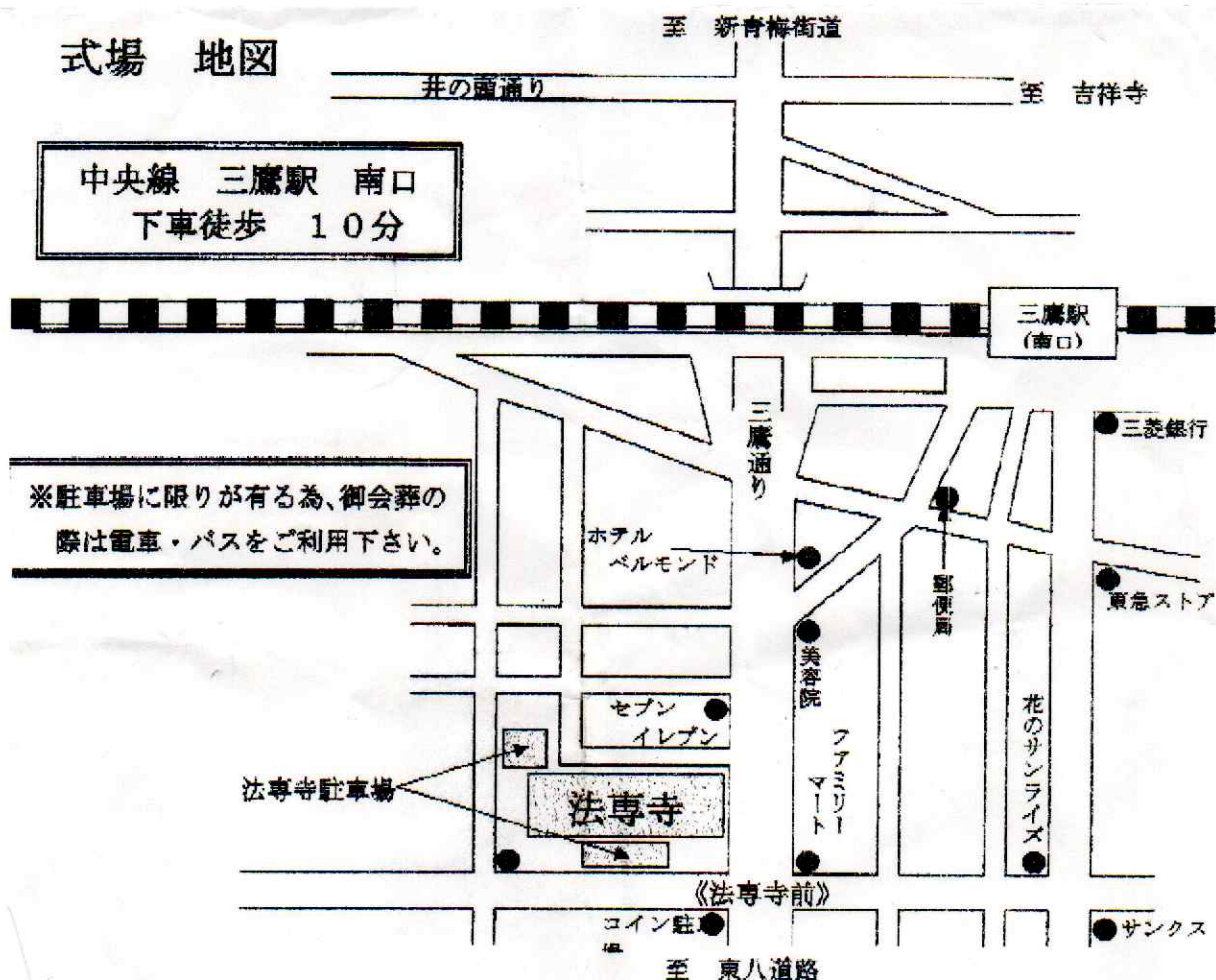 至 新青梅街道
式場 地図
井の頭通り
至 吉祥寺
中央線 三鷹駅 南口
下車徒歩 10分
三鷹駅
(南口)
三鷹通り
三菱銀行
※駐車場に限りが有る為、御会葬の
際は電車・バスをご利用下さい。
ホテル
ベルモンド
郵便局
東急ストア
美容院
セブン
イレブン
ファミリー
マート
花のサンライズ
法専寺駐車場
法専寺
《法専寺前》
コイン駐車
場
サンクス
至 東八道路